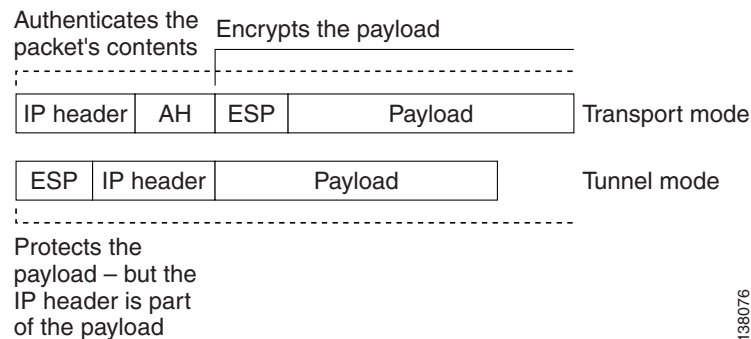 Authenticates the
packet's contents
Encrypts the payload
IP header AH ESP Payload Transport mode
ESP IP header Payload Tunnel mode
Protects the
payload – but the
IP header is part
of the payload
138076